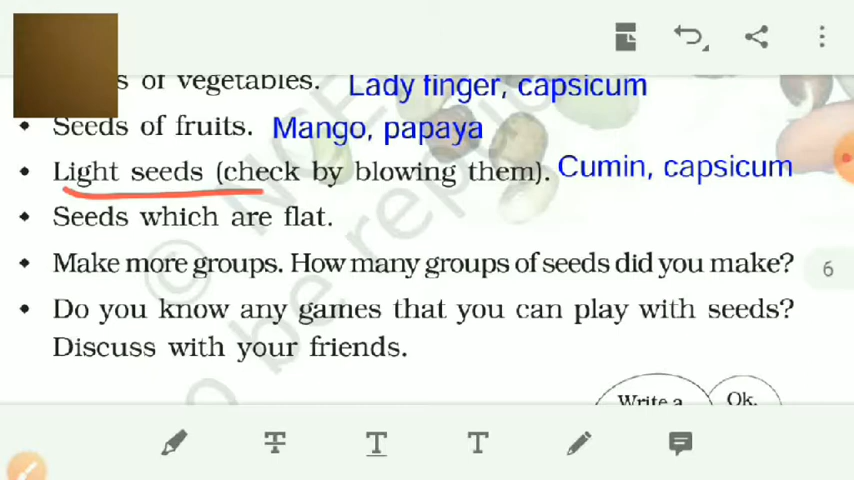 of vegetables. Lady finger, capsicum
Seeds of fruits. Mango, papaya
Light seeds (check by blowing them). Cumin, capsicum
Seeds which are flat.
Make more groups. How many groups of seeds did you make?
6
Do you know any games that you can play with seeds?
Discuss with your friends.
Write a
Ok.
T T T